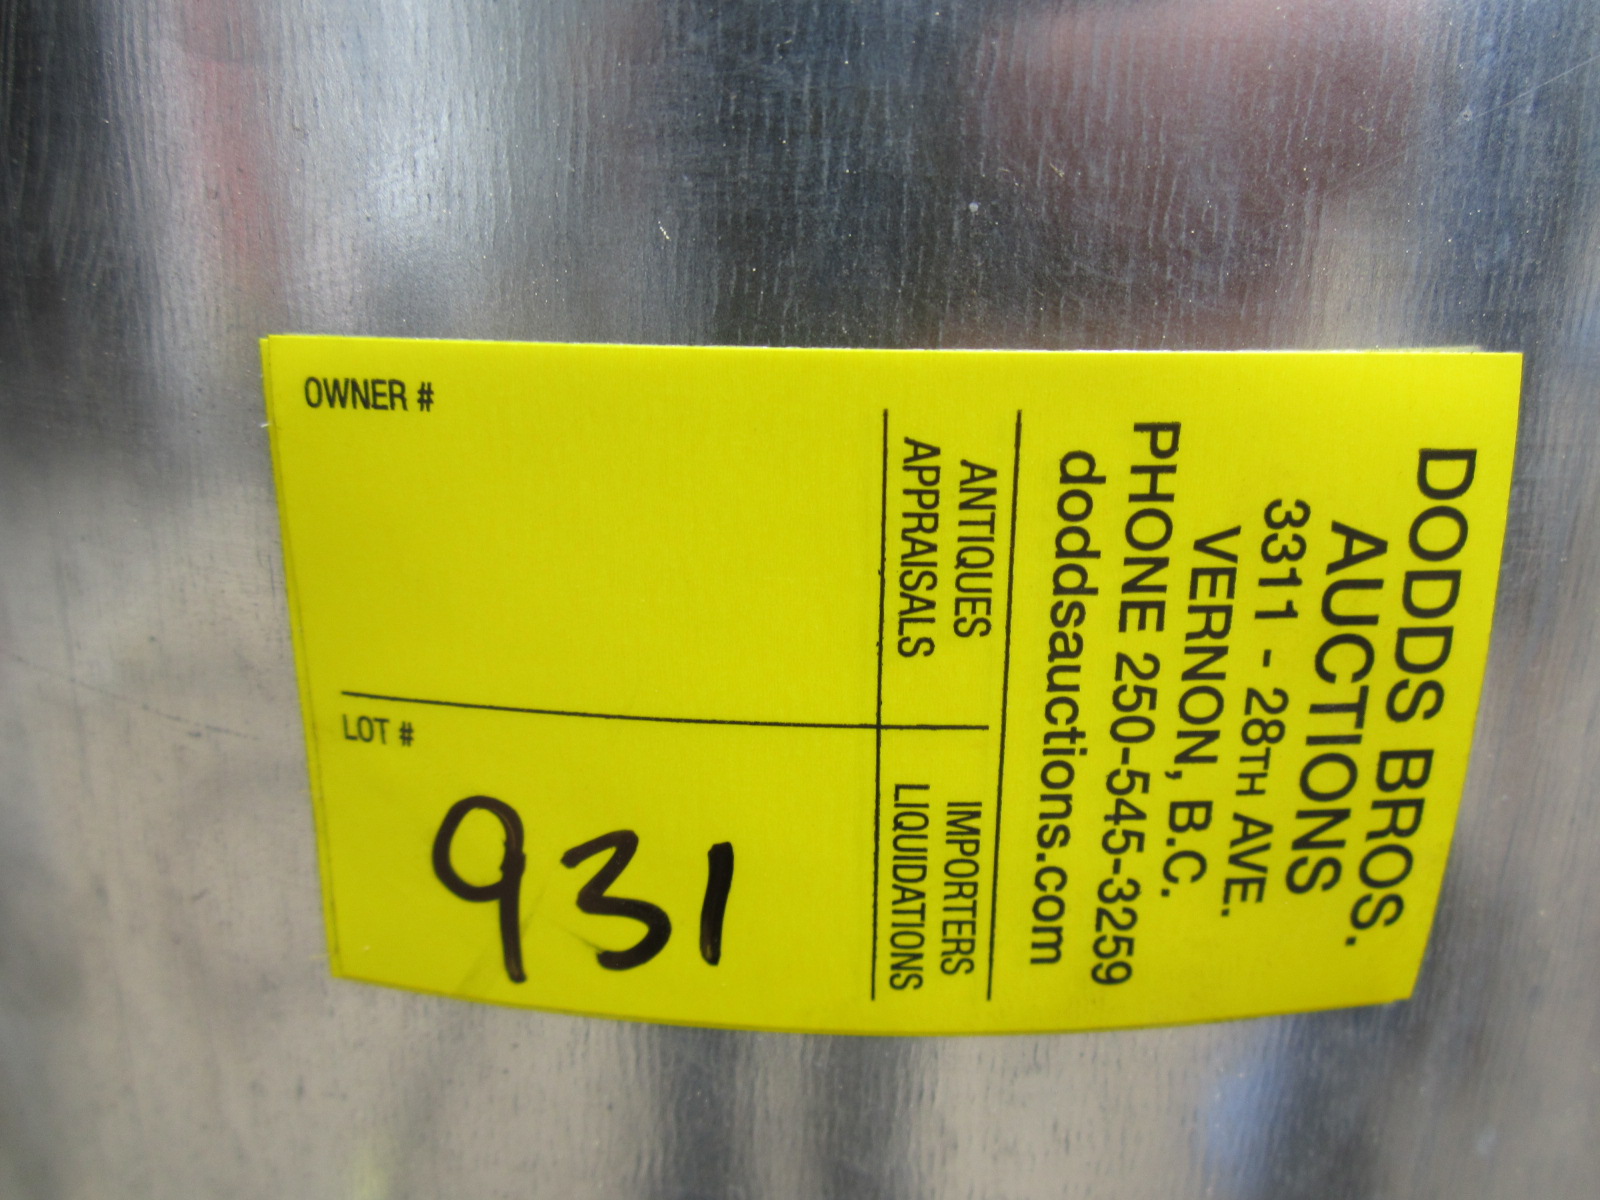 DODDS BROS.
AUCTIONS
3311 - 28TH AVE.
VERNON, B.C.
PHONE 250-545-3259
doddsauctions.com
ANTIQUES
APPRAISALS
IMPORTERS
LIQUIDATIONS
OWNER #
LOT #
931